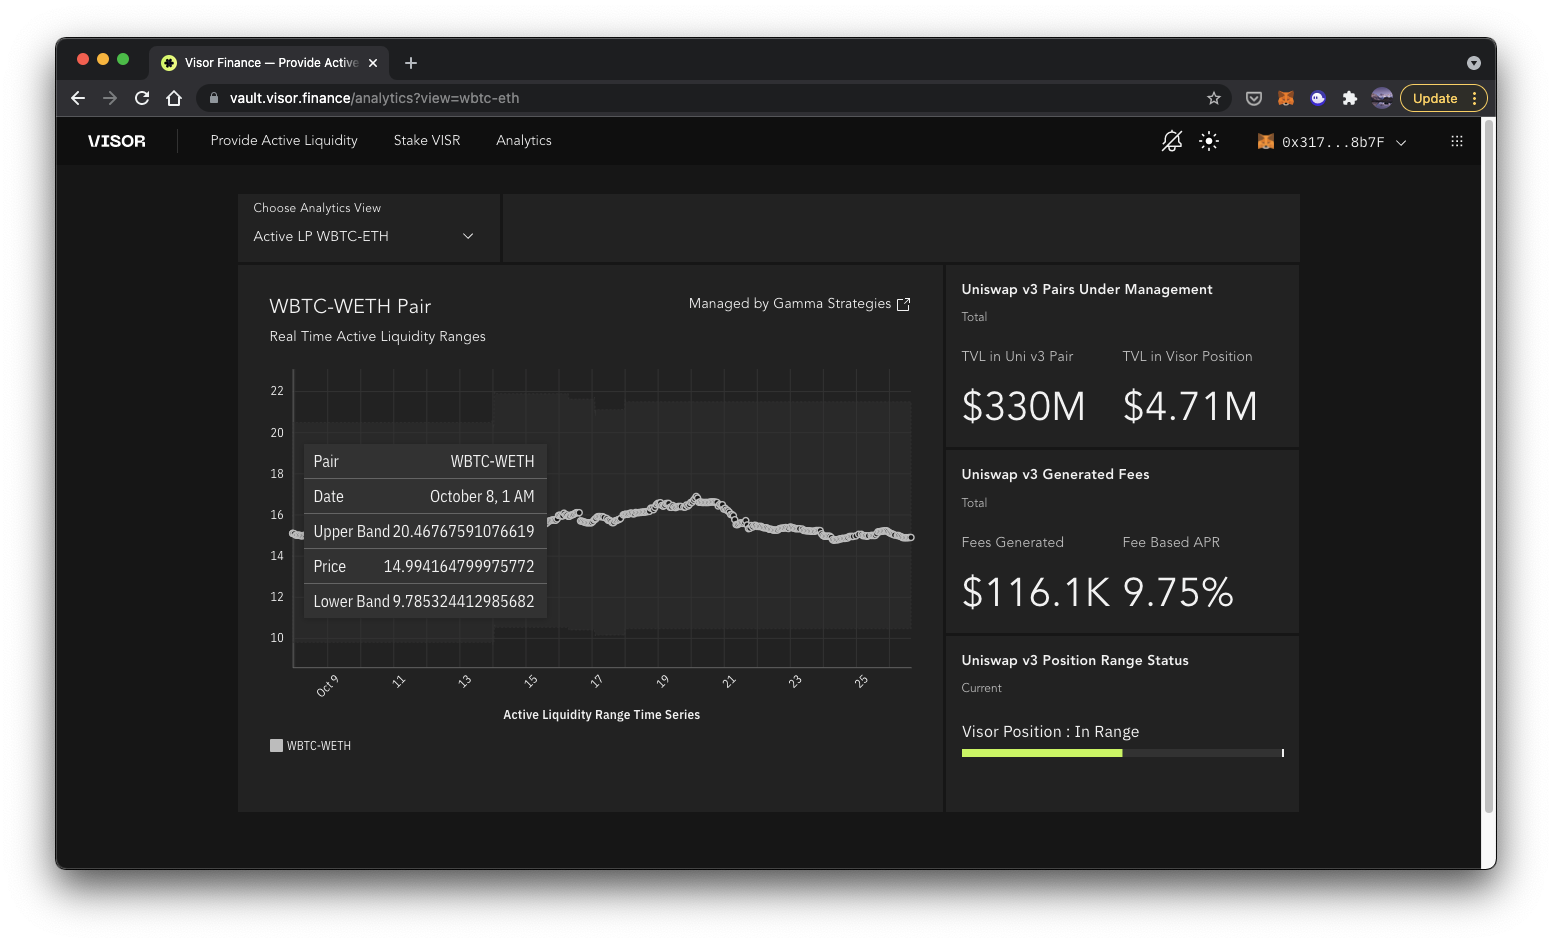 Visor Finance — Provide Active
vault.visor.finance/analytics?view=wbtc-eth
Update
VISOR
Provide Active Liquidity
Stake VISR
Analytics
0x317...8b7F
Choose Analytics View
Active LP WBTC-ETH
WBTC-WETH Pair
Managed by Gamma Strategies
Real Time Active Liquidity Ranges
22
20
18
16
14
12
10
Pair WBTC-WETH
Date October 8, 1 AM
Upper Band 20.46767591076619
Price 14.994164799975772
Lower Band 9.785324412985682
Oct 9 11 13 15 17 19 21 23 25
Active Liquidity Range Time Series
WBTC-WETH
Uniswap v3 Pairs Under Management
Total
TVL in Uni v3 Pair TVL in Visor Position
$330M $4.71M
Uniswap v3 Generated Fees
Total
Fees Generated Fee Based APR
$116.1K 9.75%
Uniswap v3 Position Range Status
Current
Visor Position : In Range